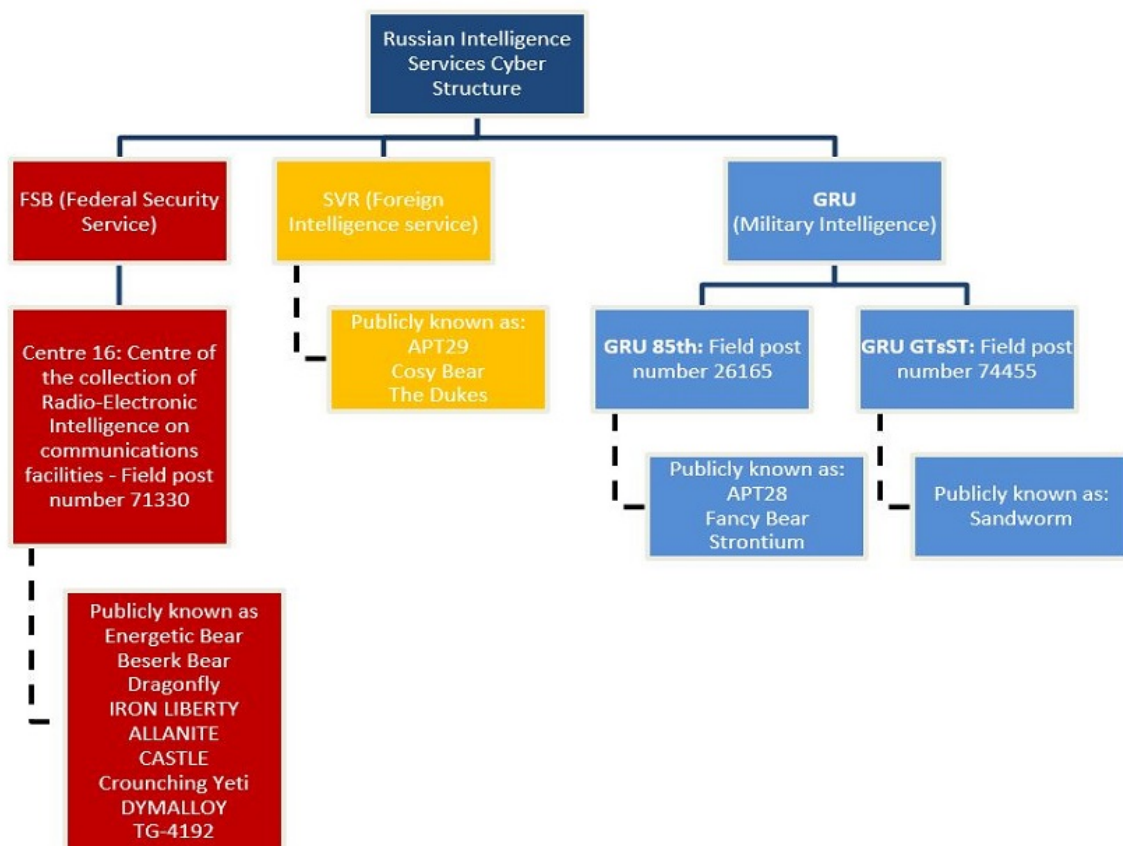 Russian Intelligence
Services Cyber
Structure
FSB (Federal Security
Service)
SVR (Foreign
Intelligence service)
GRU
(Military Intelligence)
Centre 16: Centre of
the collection of
Radio-Electronic
Intelligence on
communications
facilities - Field post
number 71330
Publicly known as:
APT29
Cosy Bear
The Dukes
GRU 85th: Field post
number 26165
GRU GTsST: Field post
number 74455
Publicly known as:
APT28
Fancy Bear
Strontium
Publicly known as:
Sandworm
Publicly known as
Energetic Bear
Beserk Bear
Dragonfly
IRON LIBERTY
ALLANITE
CASTLE
Crounching Yeti
DYMALLOY
TG-4192